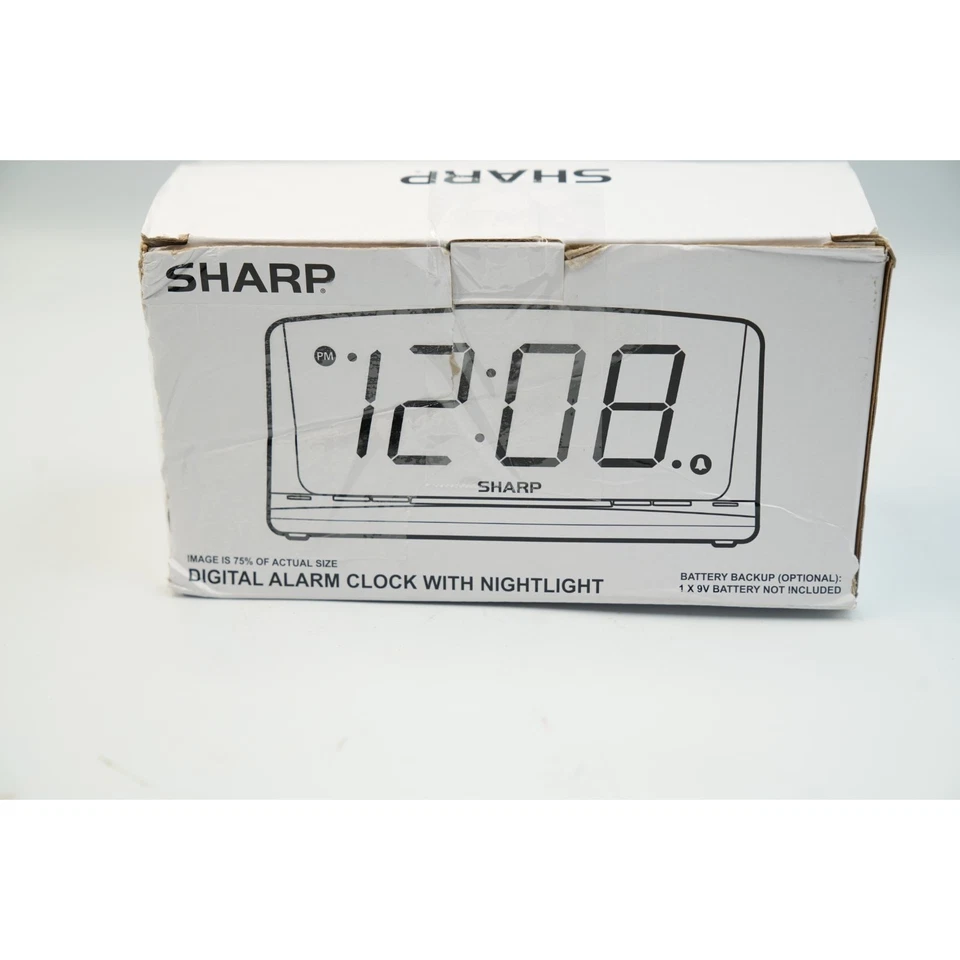 SHARP
SHARP®
PM
12:08
SHARP
IMAGE IS 75% OF ACTUAL SIZE
DIGITAL ALARM CLOCK WITH NIGHTLIGHT
BATTERY BACKUP (OPTIONAL):
1 X 9V BATTERY NOT INCLUDED